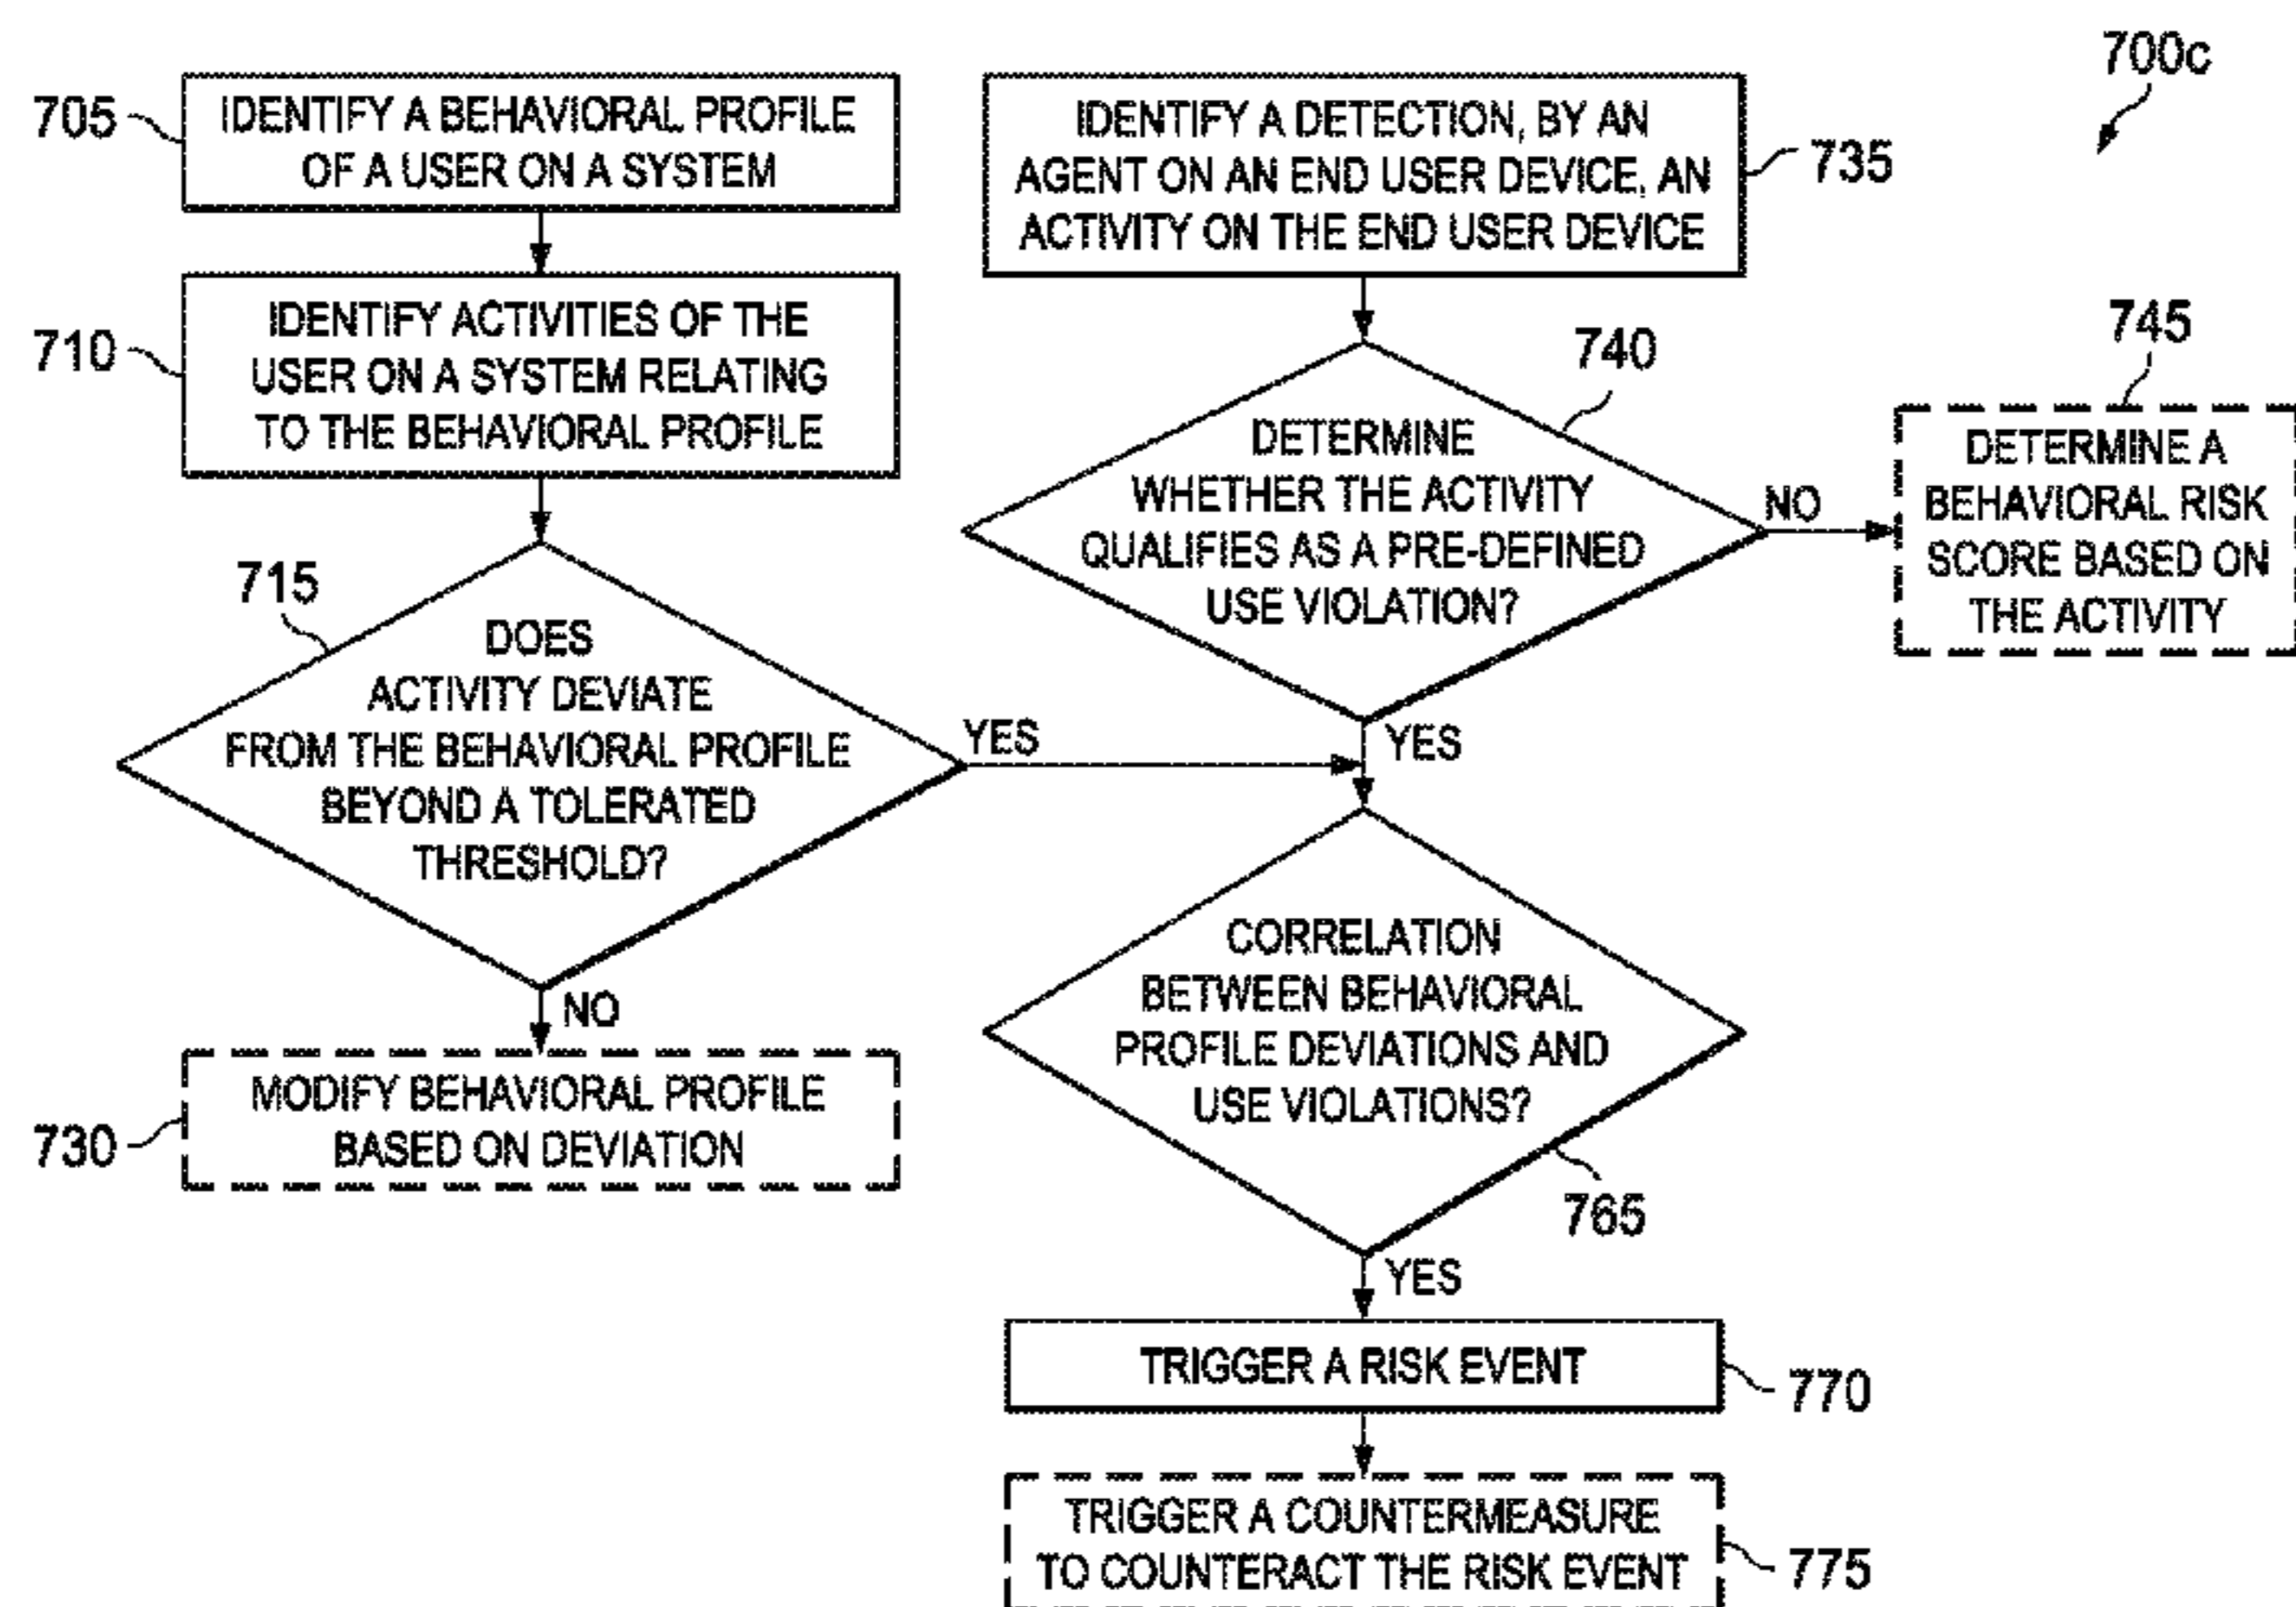 700c
705
IDENTIFY A BEHAVIORAL PROFILE
OF A USER ON A SYSTEM
710
IDENTIFY ACTIVITIES OF THE
USER ON A SYSTEM RELATING
TO THE BEHAVIORAL PROFILE
715
DOES
ACTIVITY DEVIATE
FROM THE BEHAVIORAL PROFILE
BEYOND A TOLERATED
THRESHOLD?
YES
NO
730
MODIFY BEHAVIORAL PROFILE
BASED ON DEVIATION
IDENTIFY A DETECTION, BY AN
AGENT ON AN END USER DEVICE, AN
ACTIVITY ON THE END USER DEVICE
735
740
DETERMINE
WHETHER THE ACTIVITY
QUALIFIES AS A PRE-DEFINED
USE VIOLATION?
NO
745
DETERMINE A
BEHAVIORAL RISK
SCORE BASED ON
THE ACTIVITY
YES
CORRELATION
BETWEEN BEHAVIORAL
PROFILE DEVIATIONS AND
USE VIOLATIONS?
765
YES
TRIGGER A RISK EVENT
770
TRIGGER A COUNTERMEASURE
TO COUNTERACT THE RISK EVENT
775